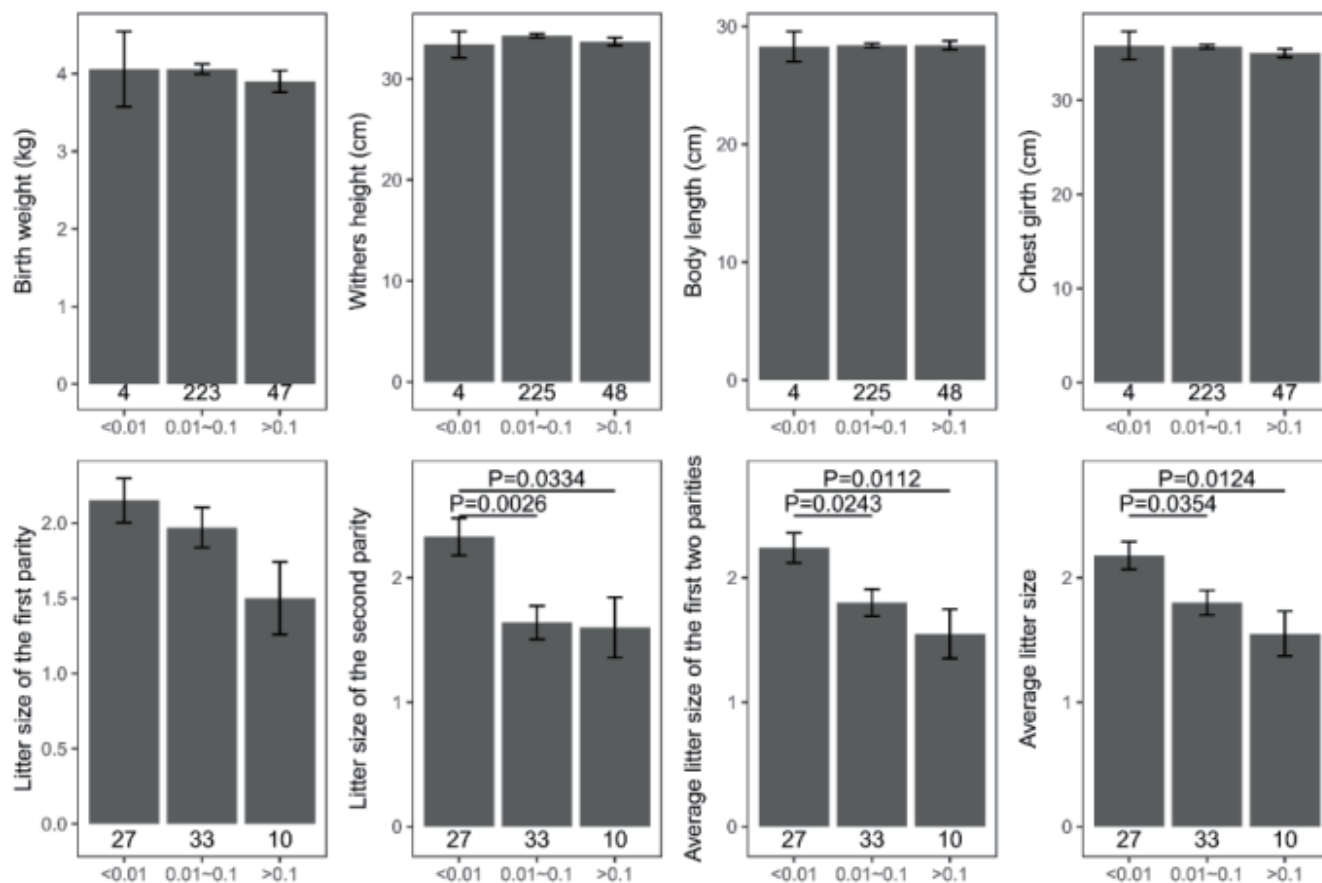 Birth weight (kg)
4
3
2
1
0
4 223 47
<0.01 0.01~0.1 >0.1
Withers height (cm)
30
20
10
0
4 225 48
<0.01 0.01~0.1 >0.1
Body length (cm)
30
20
10
0
4 225 48
<0.01 0.01~0.1 >0.1
Chest girth (cm)
30
20
10
0
4 223 47
<0.01 0.01~0.1 >0.1
Litter size of the first parity
2.0
1.5
1.0
0.5
0.0
27 33 10
<0.01 0.01~0.1 >0.1
Litter size of the second parity
P=0.0334
P=0.0026
2
1
0
27 33 10
<0.01 0.01~0.1 >0.1
Average litter size of the first two parities
P=0.0112
P=0.0243
2
1
0
27 33 10
<0.01 0.01~0.1 >0.1
Average litter size
P=0.0124
P=0.0354
2
1
0
27 33 10
<0.01 0.01~0.1 >0.1